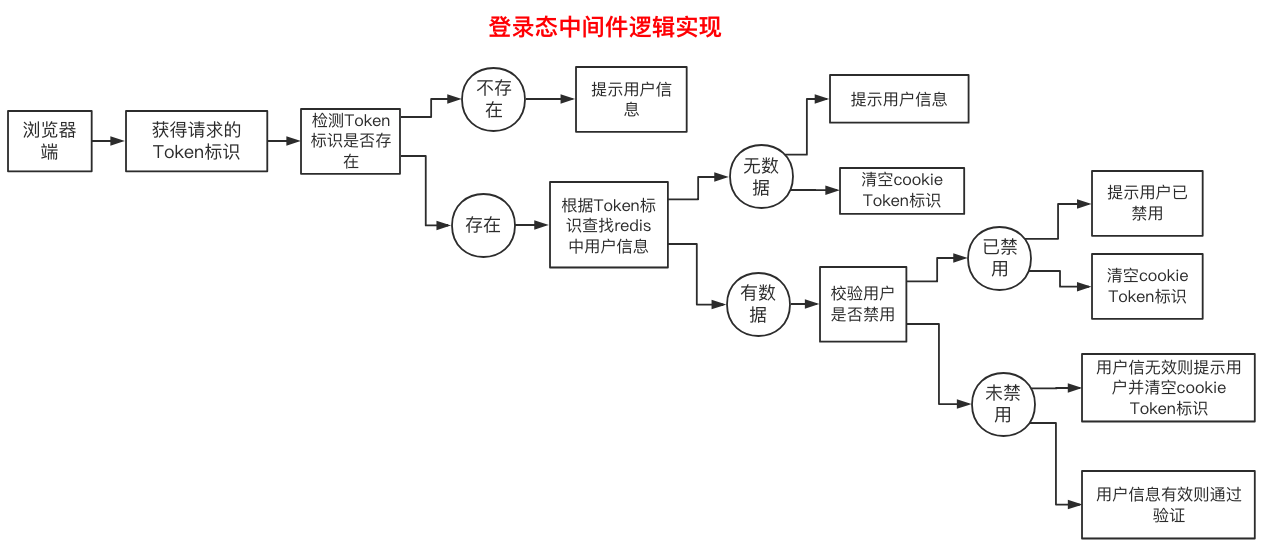 登录态中间件逻辑实现
浏览器
端
获得请求的
Token标识
检测Token
标识是否存
在
不存
在
提示用户信
息
存在
根据Token标
识查找redis
中用户信息
无数
据
提示用户信息
清空cookie
Token标识
有数
据
校验用户
是否禁用
已禁
用
提示用户已
禁用
清空cookie
Token标识
未禁
用
用户信无效则提示用
户并清空cookie
Token标识
用户信息有效则通过
验证